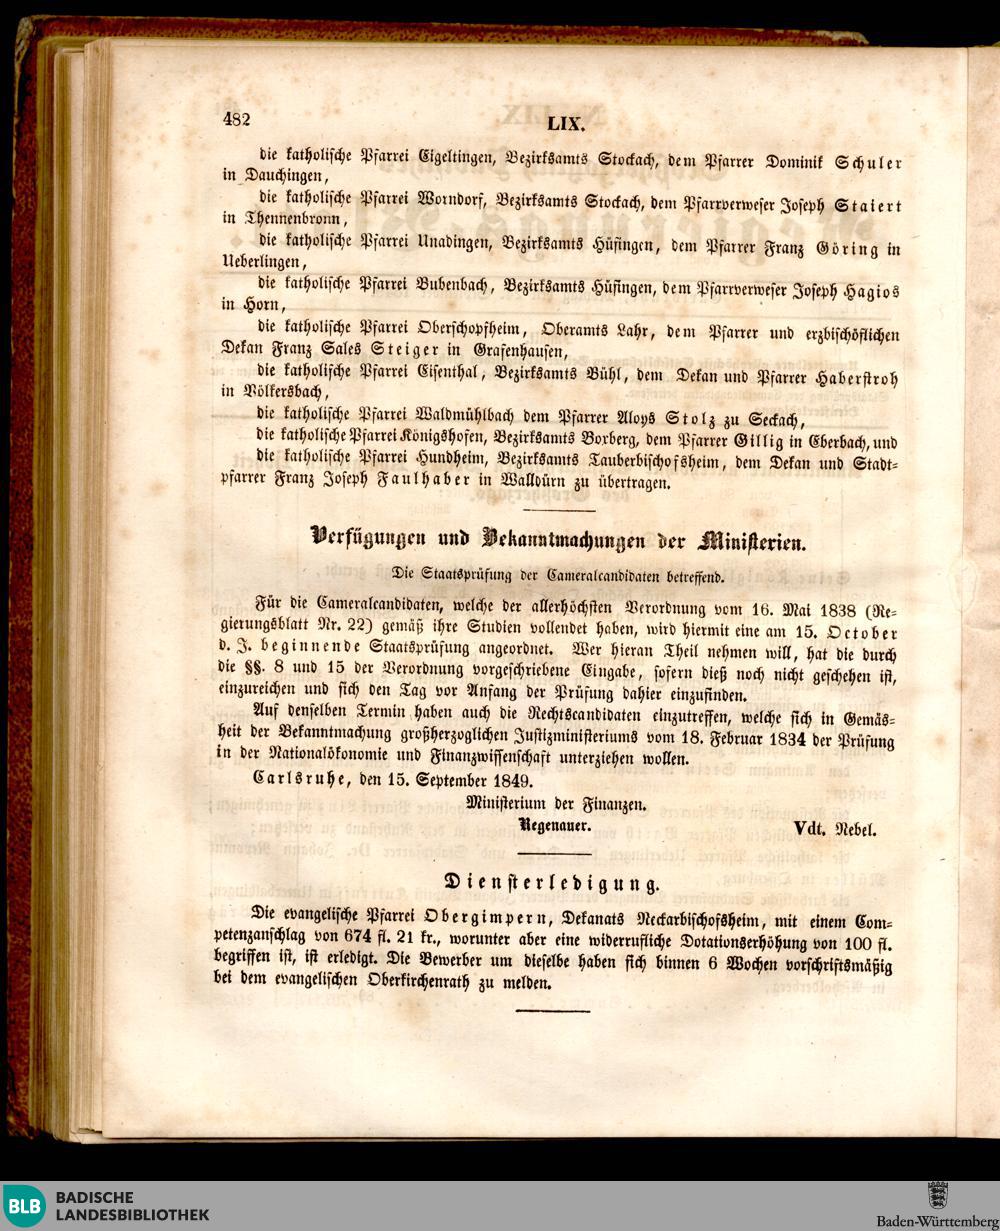 482
LIX.
die katholische Pfarrei Eigeltingen, Bezirksamts Stockach, dem Pfarrer Dominik Schuler
in Dauchingen,
die katholische Pfarrei Worndorf, Bezirksamts Stockach, dem Pfarrverweser Joseph Staiert
in Thennenbronn,
die katholische Pfarrei Unadingen, Bezirksamts Hüfingen, dem Pfarrer Franz Göring in
Ueberlingen,
die katholische Pfarrei Bubenbach, Bezirksamts Hüfingen, dem Pfarrverweser Joseph Hagios
in Horn,
die katholische Pfarrei Oberschopfheim, Oberamts Lahr, dem Pfarrer und erzbischöflichen
Dekan Franz Sales Steiger in Grafenhausen,
die katholische Pfarrei Eisenthal, Bezirksamts Bühl, dem Dekan und Pfarrer Haberstroh
in Völkersbach,
die katholische Pfarrei Waldmühlbach dem Pfarrer Aloys Stolz zu Seckach,
die katholische Pfarrei Königshofen, Bezirksamts Borberg, dem Pfarrer Gillig in Eberbach, und
die katholische Pfarrei Hundheim, Bezirksamts Tauberbischofsheim, dem Dekan und Stadt=
pfarrer Franz Joseph Faulhaber in Walldürn zu übertragen.
Verfügungen und Bekanntmachungen der Ministerien.
Die Staatsprüfung der Cameralcandidaten betreffend.
Für die Cameralcandidaten, welche der allerhöchsten Verordnung vom 16. Mai 1838 (Re=
gierungsblatt Nr. 22) gemäß ihre Studien vollendet haben, wird hiermit eine am 15. October
d. J. beginnende Staatsprüfung angeordnet. Wer hieran Theil nehmen will, hat die durch
die §§. 8 und 15 der Verordnung vorgeschriebene Eingabe, sofern dieß noch nicht geschehen ist,
einzureichen und sich den Tag vor Anfang der Prüfung dahier einzufinden.
Auf denselben Termin haben auch die Rechtscandidaten einzutreffen, welche sich in Gemäs=
heit der Bekanntmachung großherzoglichen Justizministeriums vom 18. Februar 1834 der Prüfung
in der Nationalökonomie und Finanzwissenschaft unterziehen wollen.
Carlsruhe, den 15. September 1849.
Ministerium der Finanzen.
Regenauer.
Vdt. Nebel.
Diensterledigung.
Die evangelische Pfarrei Obergimpern, Dekanats Neckarbischofsheim, mit einem Com=
petenzanschlag von 674 fl. 21 kr., worunter aber eine widerrufliche Dotationserhöhung von 100 fl.
begriffen ist, ist erledigt. Die Bewerber um dieselbe haben sich binnen 6 Wochen vorschriftsmäßig
bei dem evangelischen Oberkirchenrath zu melden.
BLB
BADISCHE
LANDESBIBLIOTHEK
Baden-Württemberg